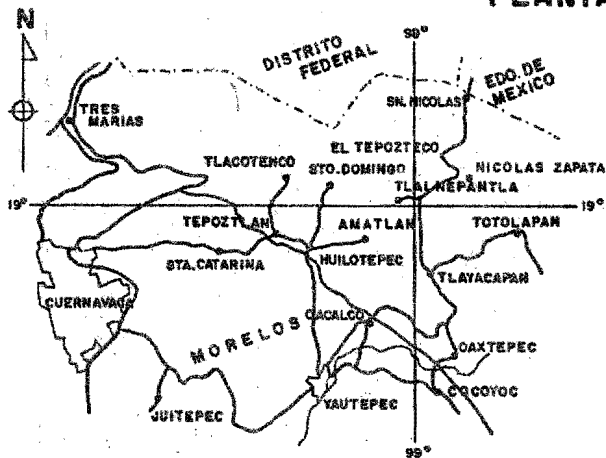 N
98°
DISTRITO
FEDERAL
EDO. DE
MEXICO
SN. NICOLAS
TRES
MARIAS
EL TEPOZTECO
TLACOTENCO
STO. DOMINGO
NICOLAS ZAPATA
TLALNEPANTLA
19°
19°
TEPOZTLAN
AMATLAN
TOTOLAPAN
STA. CATARINA
HUILOTEPEC
TLAYACAPAN
CUERNAVACA
MORELOS
OACALCO
OAXTEPEC
COCOYOC
JUITEPEC
YAUTEPEC
99°